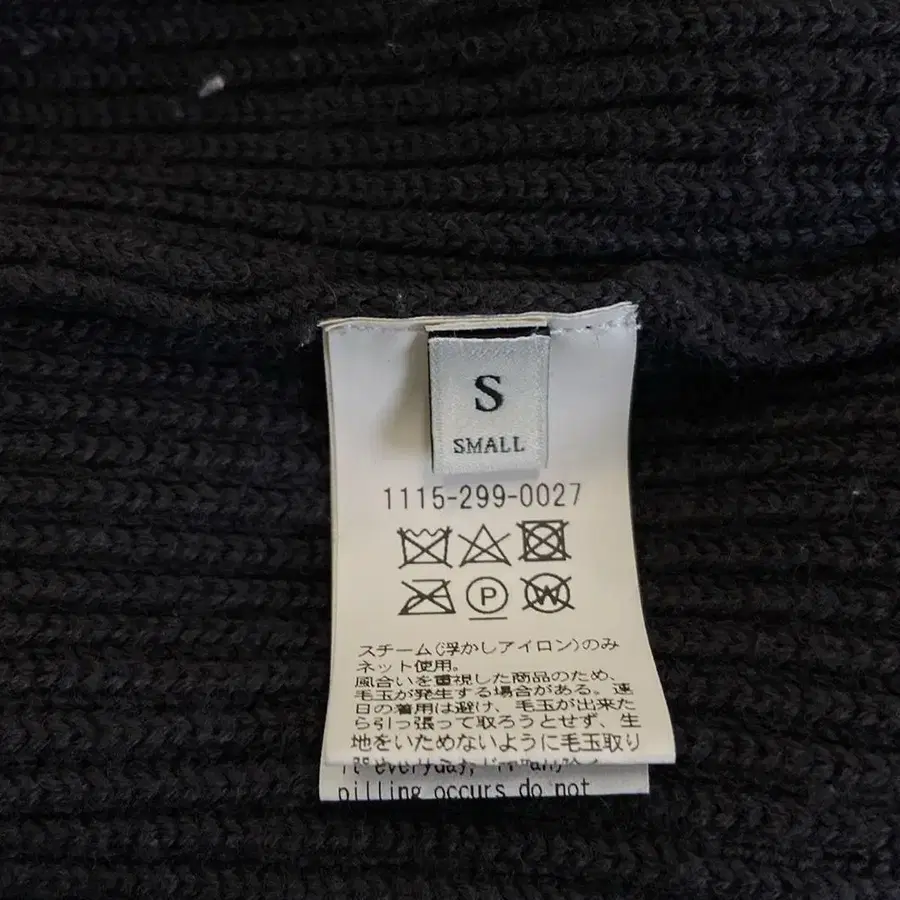 S
SMALL
1115-299-0027
P
W
スチーム(浮かしアイロン)のみ
ネット使用。
風合いを重視した商品のため、
毛玉が発生する場合がある。連
日の着用は避け、毛玉が出来た
ら引っ張って取ろうとせず、生
地をいためないように毛玉取り
it everyday,
pilling occurs do not